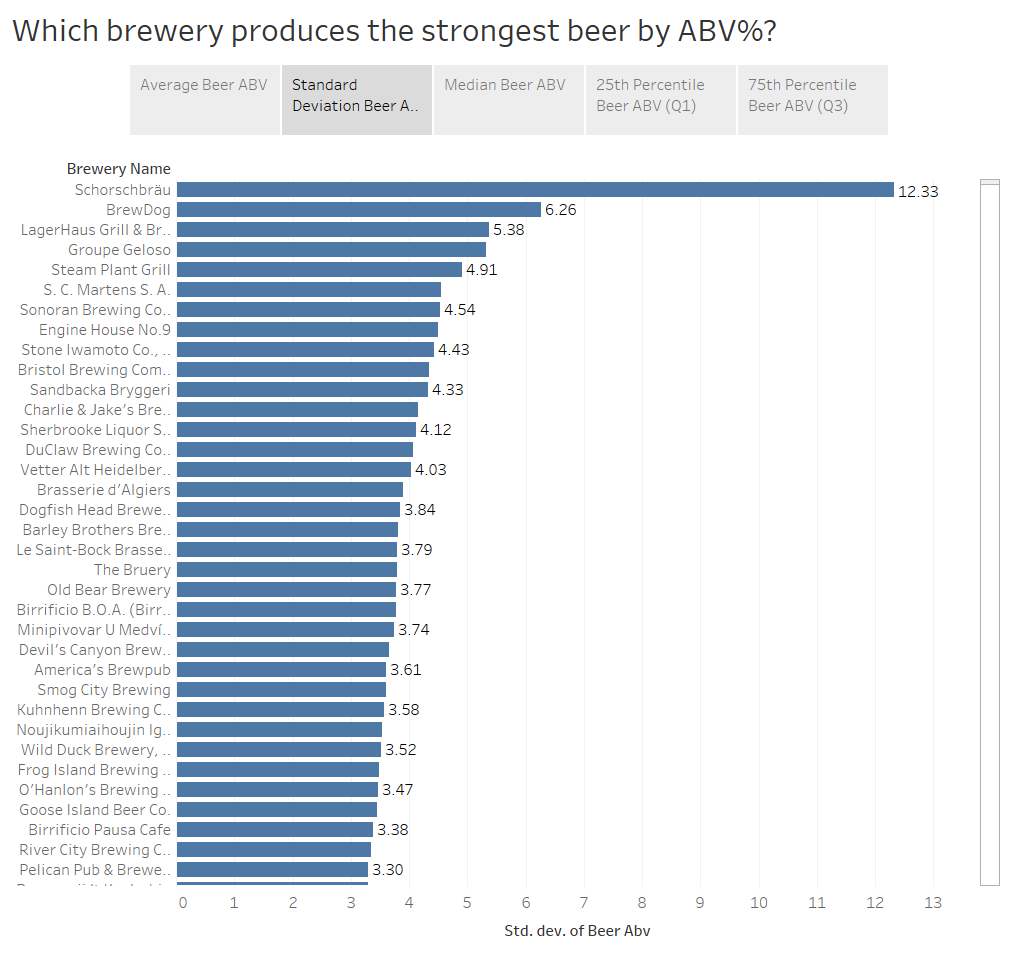 Which brewery produces the strongest beer by ABV%?
Average Beer ABV
Standard
Deviation Beer A..
Median Beer ABV
25th Percentile
Beer ABV (Q1)
75th Percentile
Beer ABV (Q3)
Brewery Name
Schorschbräu 12.33
BrewDog 6.26
LagerHaus Grill & Br.. 5.38
Groupe Geloso
Steam Plant Grill 4.91
S. C. Martens S. A.
Sonoran Brewing Co.. 4.54
Engine House No.9
Stone Iwamoto Co., .. 4.43
Bristol Brewing Com..
Sandbacka Bryggeri 4.33
Charlie & Jake's Bre..
Sherbrooke Liquor S.. 4.12
DuClaw Brewing Co..
Vetter Alt Heidelber.. 4.03
Brasserie d'Algiers
Dogfish Head Brewe.. 3.84
Barley Brothers Bre..
Le Saint-Bock Brasse.. 3.79
The Bruery
Old Bear Brewery 3.77
Birrificio B.O.A. (Birr..
Minipivovar U Medví.. 3.74
Devil's Canyon Brew..
America's Brewpub 3.61
Smog City Brewing
Kuhnhenn Brewing C.. 3.58
Noujikumiaihoujin Ig..
Wild Duck Brewery, .. 3.52
Frog Island Brewing ..
O'Hanlon's Brewing .. 3.47
Goose Island Beer Co.
Birrificio Pausa Cafe 3.38
River City Brewing C..
Pelican Pub & Brewe.. 3.30
0 1 2 3 4 5 6 7 8 9 10 11 12 13
Std. dev. of Beer Abv